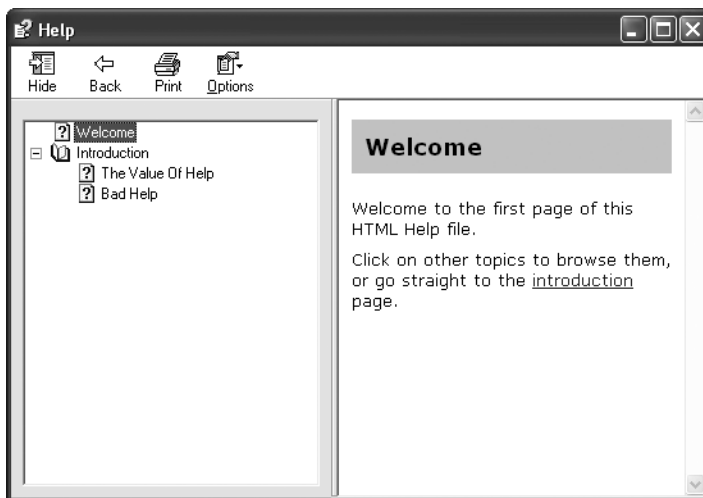 Help
Hide Back Print Options
Welcome
Introduction
The Value Of Help
Bad Help
Welcome
Welcome to the first page of this
HTML Help file.
Click on other topics to browse them,
or go straight to the introduction
page.